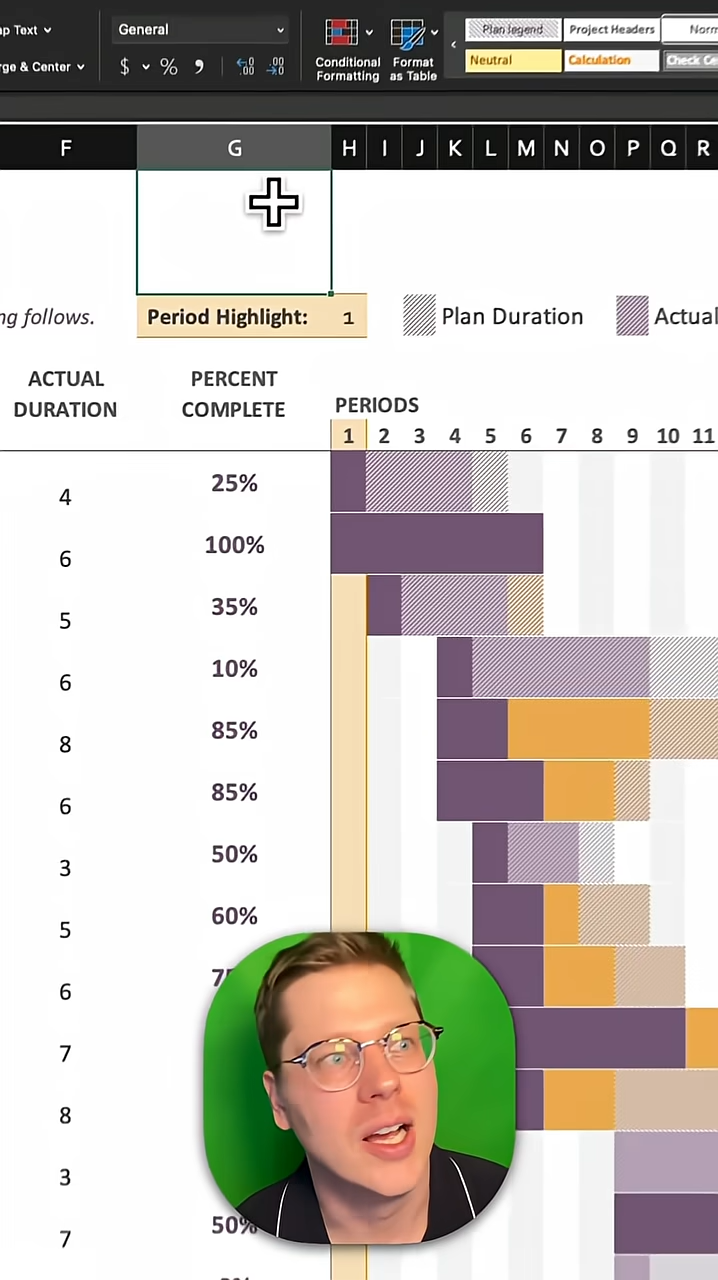 ap Text
General
Plan legend
Project Headers
Norm
rge & Center
$
%
Conditional
Formatting
Format
as Table
Neutral
Calculation
Check Ce
F G H I J K L M N O P Q R
ng follows.
Period Highlight: 1
Plan Duration
Actual
ACTUAL
DURATION
PERCENT
COMPLETE
PERIODS
1 2 3 4 5 6 7 8 9 10 11
4 25%
6 100%
5 35%
6 10%
8 85%
6 85%
3 50%
5 60%
6
7
8
3
7 50%